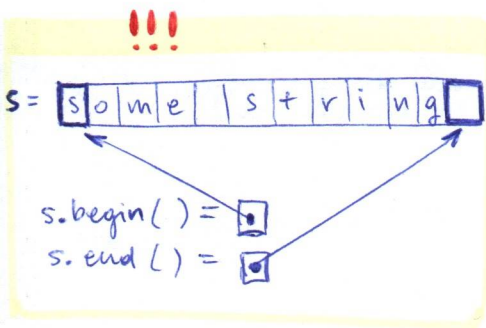 !!!
s = some string
s.begin() =
s.end() =